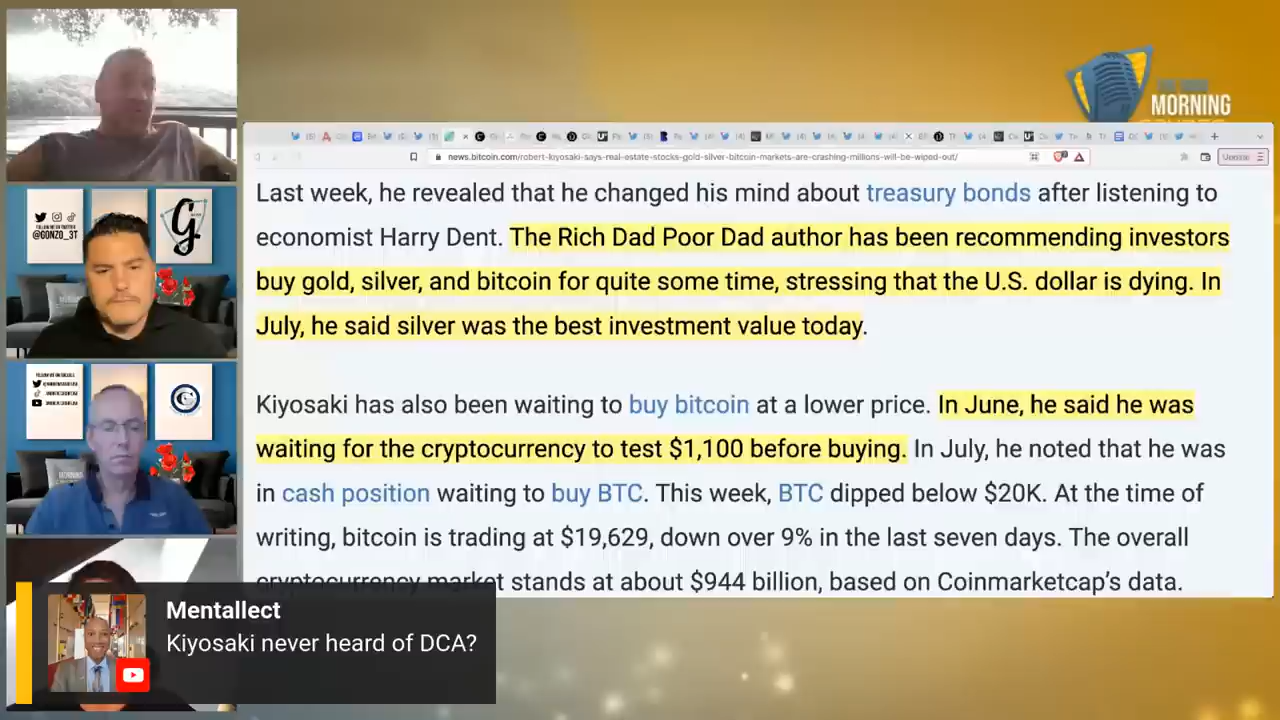 MORNING
news.bitcoin.com/robert-kiyosaki-says-real-estate-stocks-gold-silver-bitcoin-markets-are-crashing-millions-will-be-wiped-out/
Last week, he revealed that he changed his mind about treasury bonds after listening to
economist Harry Dent. The Rich Dad Poor Dad author has been recommending investors
buy gold, silver, and bitcoin for quite some time, stressing that the U.S. dollar is dying. In
July, he said silver was the best investment value today.
Kiyosaki has also been waiting to buy bitcoin at a lower price. In June, he said he was
waiting for the cryptocurrency to test $1,100 before buying. In July, he noted that he was
in cash position waiting to buy BTC. This week, BTC dipped below $20K. At the time of
writing, bitcoin is trading at $19,629, down over 9% in the last seven days. The overall
cryptocurrency market stands at about $944 billion, based on Coinmarketcap's data.
@GONZO_3T
G
Mentallect
Kiyosaki never heard of DCA?